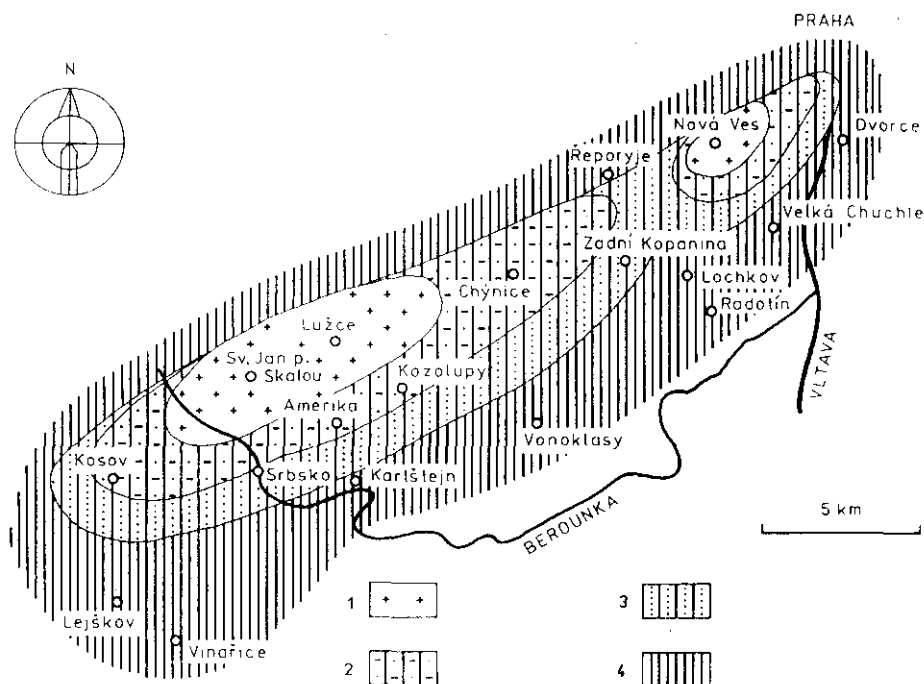 PRAHA
N
Nová Ves
Dvorce
Řeporyje
Velká Chuchle
Zadní Kopanina
Lochkov
Chýnice
Radotín
Lužce
VLTAVA
Sv. Jan p.
Skalou
Kozolupy
Amerika
Vonoklasy
Kosov
Srbsko
Karlštejn
BEROUNKA
5 km
1
3
Lejškov
Vinařice
2
4